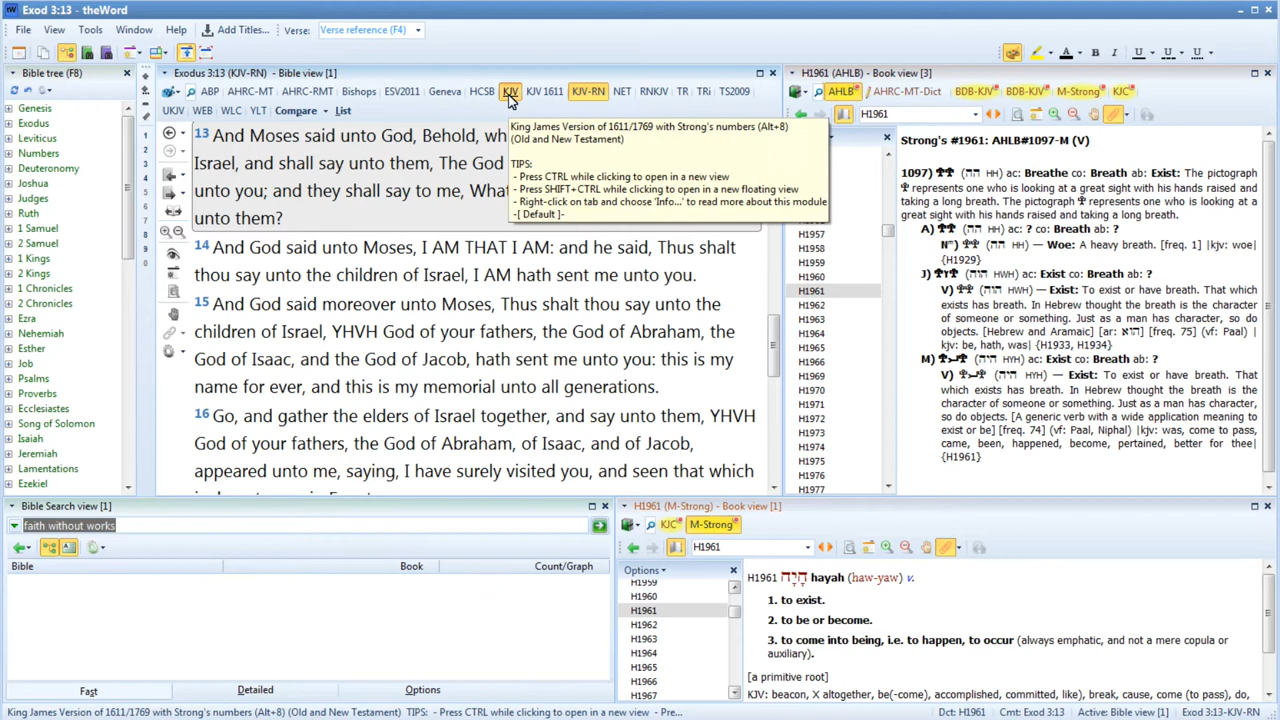 Exod 3:13 - theWord
File View Tools Window Help Add Titles... Verse: Verse reference (F4)
Bible tree (F8)
Genesis
Exodus
Leviticus
Numbers
Deuteronomy
Joshua
Judges
Ruth
1 Samuel
2 Samuel
1 Kings
2 Kings
1 Chronicles
2 Chronicles
Ezra
Nehemiah
Esther
Job
Psalms
Proverbs
Ecclesiastes
Song of Solomon
Isaiah
Jeremiah
Lamentations
Ezekiel
Exodus 3:13 (KJV-RN) - Bible view [1]
ABP AHRC-MT AHRC-RMT Bishops ESV2011 Geneva HCSB KJV KJV 1611 KJV-RN NET RNKJV TR TRi TS2009
UKJV WEB WLC YLT Compare List
13 And Moses said unto God, Behold, wh
Israel, and shall say unto them, The God
unto you; and they shall say to me, What
unto them?
14 And God said unto Moses, I AM THAT I AM: and he said, Thus shalt
thou say unto the children of Israel, I AM hath sent me unto you.
15 And God said moreover unto Moses, Thus shalt thou say unto the
children of Israel, YHVH God of your fathers, the God of Abraham, the
God of Isaac, and the God of Jacob, hath sent me unto you: this is my
name for ever, and this is my memorial unto all generations.
16 Go, and gather the elders of Israel together, and say unto them, YHVH
God of your fathers, the God of Abraham, of Isaac, and of Jacob,
appeared unto me, saying, I have surely visited you, and seen that which
King James Version of 1611/1769 with Strong's numbers (Alt+8)
(Old and New Testament)
TIPS:
- Press CTRL while clicking to open in a new view
- Press SHIFT+CTRL while clicking to open in a new floating view
- Right-click on tab and choose 'Info...' to read more about this module
-[ Default ]-
H1961 (AHLB) - Book view [3]
AHLB AHRC-MT-Dict BDB-KJV BDB-KJV M-Strong KJC
H1961
H1957
H1958
H1959
H1960
H1961
H1962
H1963
H1964
H1965
H1966
H1969
H1970
H1971
H1972
H1973
H1974
H1975
H1976
H1977
Strong's #1961: AHLB#1097-M (V)
1097) הה HH) ac: Breathe co: Breath ab: Exist: The pictograph
represents one who is looking at a great sight with his hands raised and
taking a long breath. The pictograph represents one who is looking at a
great sight with his hands raised and taking a long breath.
A) (הה HH) ac: ? co: Breath ab: ?
(הה HH) — Woe: A heavy breath. [freq. 1] |kjv: woe|
{H1929}
J) (הוה HWH) ac: Exist co: Breath ab: ?
V) (הוה HWH) — Exist: To exist or have breath. That which
exists has breath. In Hebrew thought the breath is the character
of someone or something. Just as a man has character, so do
objects. [Hebrew and Aramaic] [ar: הוא] [freq. 75] (vf: Paal) |
kjv: be, hath, was| {H1933, H1934}
M) (היה HYH) ac: Exist co: Breath ab: ?
V) (היה HYH) — Exist: To exist or have breath. That
which exists has breath. In Hebrew thought the breath is the
character of someone or something. Just as a man has character,
so do objects. [A generic verb with a wide application meaning to
exist or be] [freq. 74] (vf: Paal, Niphal) |kjv: was, come to pass,
came, been, happened, become, pertained, better for thee|
{H1961}
Bible Search view [1]
faith without works
Bible Book Count/Graph
Fast Detailed Options
H1961 (M-Strong) - Book view [1]
KJC M-Strong
H1961
Options
H1959
H1960
H1961
H1962
H1963
H1964
H1965
H1966
H1967
H1961 הָיָה hayah (haw-yaw) v.
1. to exist.
2. to be or become.
3. to come into being, i.e. to happen, to occur (always emphatic, and not a mere copula or
auxiliary).
[a primitive root]
KJV: beacon, X altogether, be(-come), accomplished, committed, like), break, cause, come (to pass), do,
King James Version of 1611/1769 with Strong's numbers (Alt+8) (Old and New Testament) TIPS: - Press CTRL while clicking to open in a new view - Pre... Dct: H1961 Cmt: Exod 3:13 Active: Bible view [1] Exod 3:13-KJV-RN